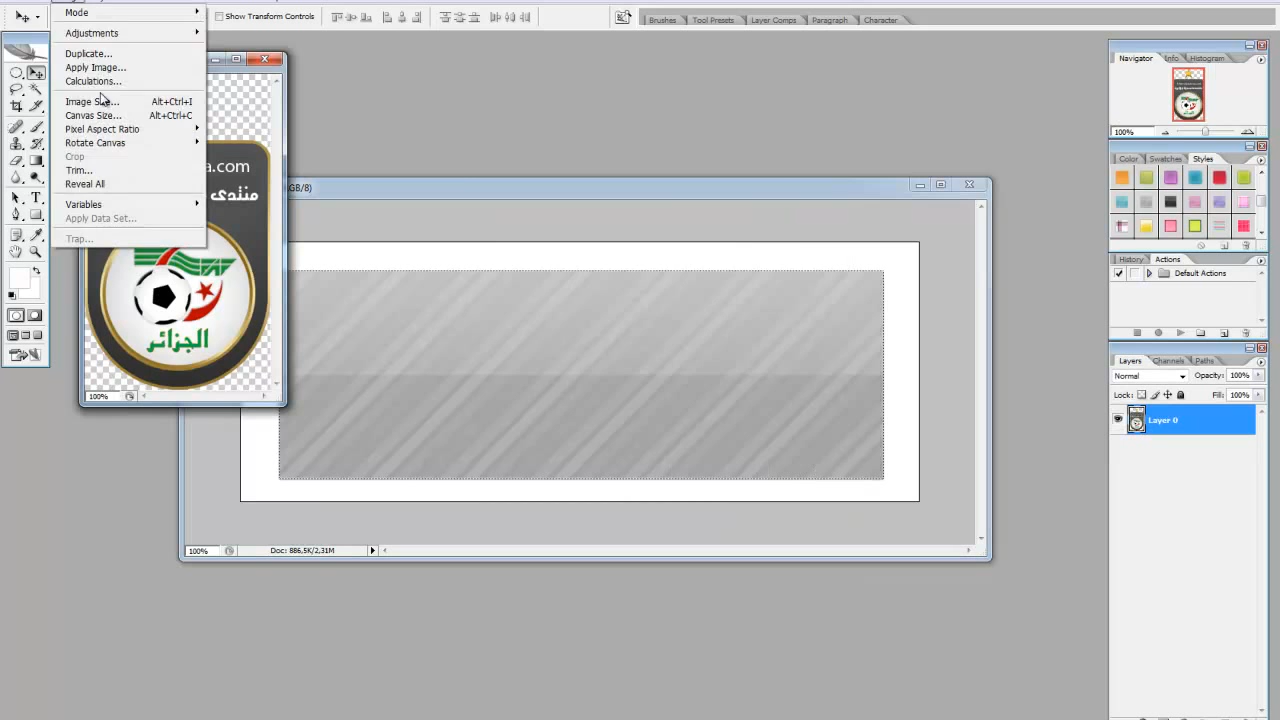 Show Transform Controls
Brushes
Tool Presets
Layer Comps
Paragraph
Character
Mode
Adjustments
Duplicate...
Apply Image...
Calculations...
Image Size... Alt+Ctrl+I
Canvas Size... Alt+Ctrl+C
Pixel Aspect Ratio
Rotate Canvas
Crop
Trim...
Reveal All
Variables
Apply Data Set...
Trap...
a.com
منتدى
الجزائر
100%
GB/8)
100% Doc: 886,5K/2,31M
Navigator Info Histogram
100%
Color Swatches Styles
History Actions
Default Actions
Layers Channels Paths
Normal Opacity: 100%
Lock: Fill: 100%
Layer 0